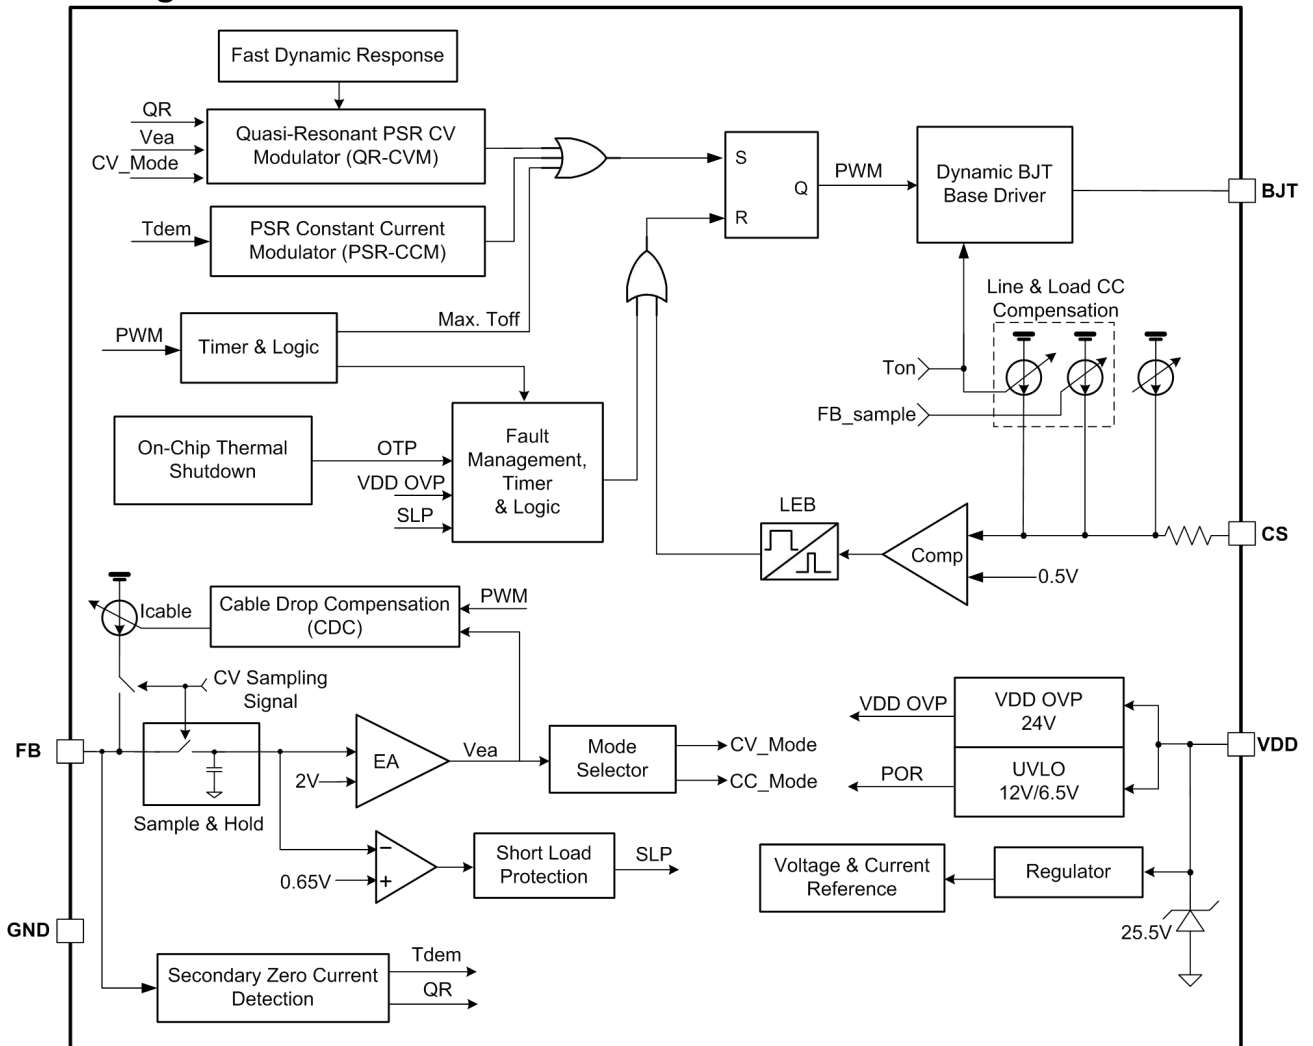 Fast Dynamic Response
QR
Vea
CV_Mode
Quasi-Resonant PSR CV
Modulator (QR-CVM)
Tdem
PSR Constant Current
Modulator (PSR-CCM)
S
R
Q
PWM
Dynamic BJT
Base Driver
BJT
Line & Load CC
Compensation
PWM
Timer & Logic
Max. Toff
Ton
FB_sample
On-Chip Thermal
Shutdown
OTP
VDD OVP
SLP
Fault
Management,
Timer
& Logic
LEB
Comp
0.5V
CS
Icable
Cable Drop Compensation
(CDC)
PWM
CV Sampling
Signal
FB
Sample & Hold
2V
EA
Vea
Mode
Selector
CV_Mode
CC_Mode
VDD OVP
POR
VDD OVP
24V
UVLO
12V/6.5V
VDD
0.65V
−
+
Short Load
Protection
SLP
Voltage & Current
Reference
Regulator
25.5V
GND
Secondary Zero Current
Detection
Tdem
QR